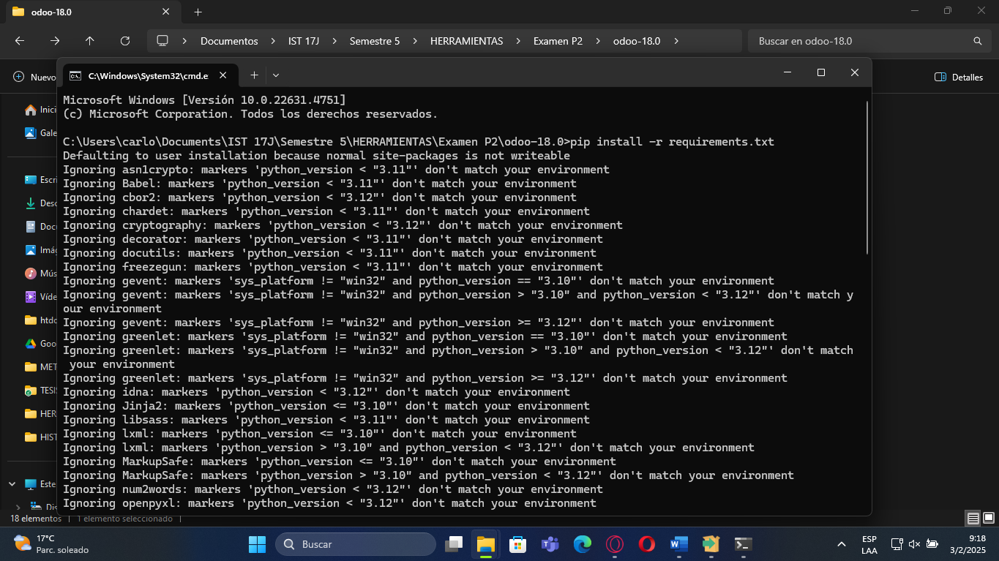 odoo-18.0
Documentos
IST 17J
Semestre 5
HERRAMIENTAS
Examen P2
odoo-18.0
Buscar en odoo-18.0
Nuevo
Detalles
C:\Windows\System32\cmd.e
Inici
Gale
Escri
Desc
Docu
Imág
Mús
Víde
htdo
Goo
MET
TESIS
HER
HIST
Este
Dis
Microsoft Windows [Versión 10.0.22631.4751]
(c) Microsoft Corporation. Todos los derechos reservados.
C:\Users\carlo\Documents\IST 17J\Semestre 5\HERRAMIENTAS\Examen P2\odoo-18.0>pip install -r requirements.txt
Defaulting to user installation because normal site-packages is not writeable
Ignoring asn1crypto: markers 'python_version < "3.11"' don't match your environment
Ignoring Babel: markers 'python_version < "3.11"' don't match your environment
Ignoring cbor2: markers 'python_version < "3.12"' don't match your environment
Ignoring chardet: markers 'python_version < "3.11"' don't match your environment
Ignoring cryptography: markers 'python_version < "3.12"' don't match your environment
Ignoring decorator: markers 'python_version < "3.11"' don't match your environment
Ignoring docutils: markers 'python_version < "3.11"' don't match your environment
Ignoring freezegun: markers 'python_version < "3.11"' don't match your environment
Ignoring gevent: markers 'sys_platform != "win32" and python_version == "3.10"' don't match your environment
Ignoring gevent: markers 'sys_platform != "win32" and python_version > "3.10" and python_version < "3.12"' don't match y
our environment
Ignoring gevent: markers 'sys_platform != "win32" and python_version >= "3.12"' don't match your environment
Ignoring greenlet: markers 'sys_platform != "win32" and python_version == "3.10"' don't match your environment
Ignoring greenlet: markers 'sys_platform != "win32" and python_version > "3.10" and python_version < "3.12"' don't match
 your environment
Ignoring greenlet: markers 'sys_platform != "win32" and python_version >= "3.12"' don't match your environment
Ignoring idna: markers 'python_version < "3.12"' don't match your environment
Ignoring Jinja2: markers 'python_version <= "3.10"' don't match your environment
Ignoring libsass: markers 'python_version < "3.11"' don't match your environment
Ignoring lxml: markers 'python_version <= "3.10"' don't match your environment
Ignoring lxml: markers 'python_version > "3.10" and python_version < "3.12"' don't match your environment
Ignoring MarkupSafe: markers 'python_version <= "3.10"' don't match your environment
Ignoring MarkupSafe: markers 'python_version > "3.10" and python_version < "3.12"' don't match your environment
Ignoring num2words: markers 'python_version < "3.12"' don't match your environment
Ignoring openpyxl: markers 'python_version < "3.12"' don't match your environment
18 elementos
1 elemento seleccionado
17°C
Parc. soleado
Buscar
ESP
LAA
9:18
3/2/2025